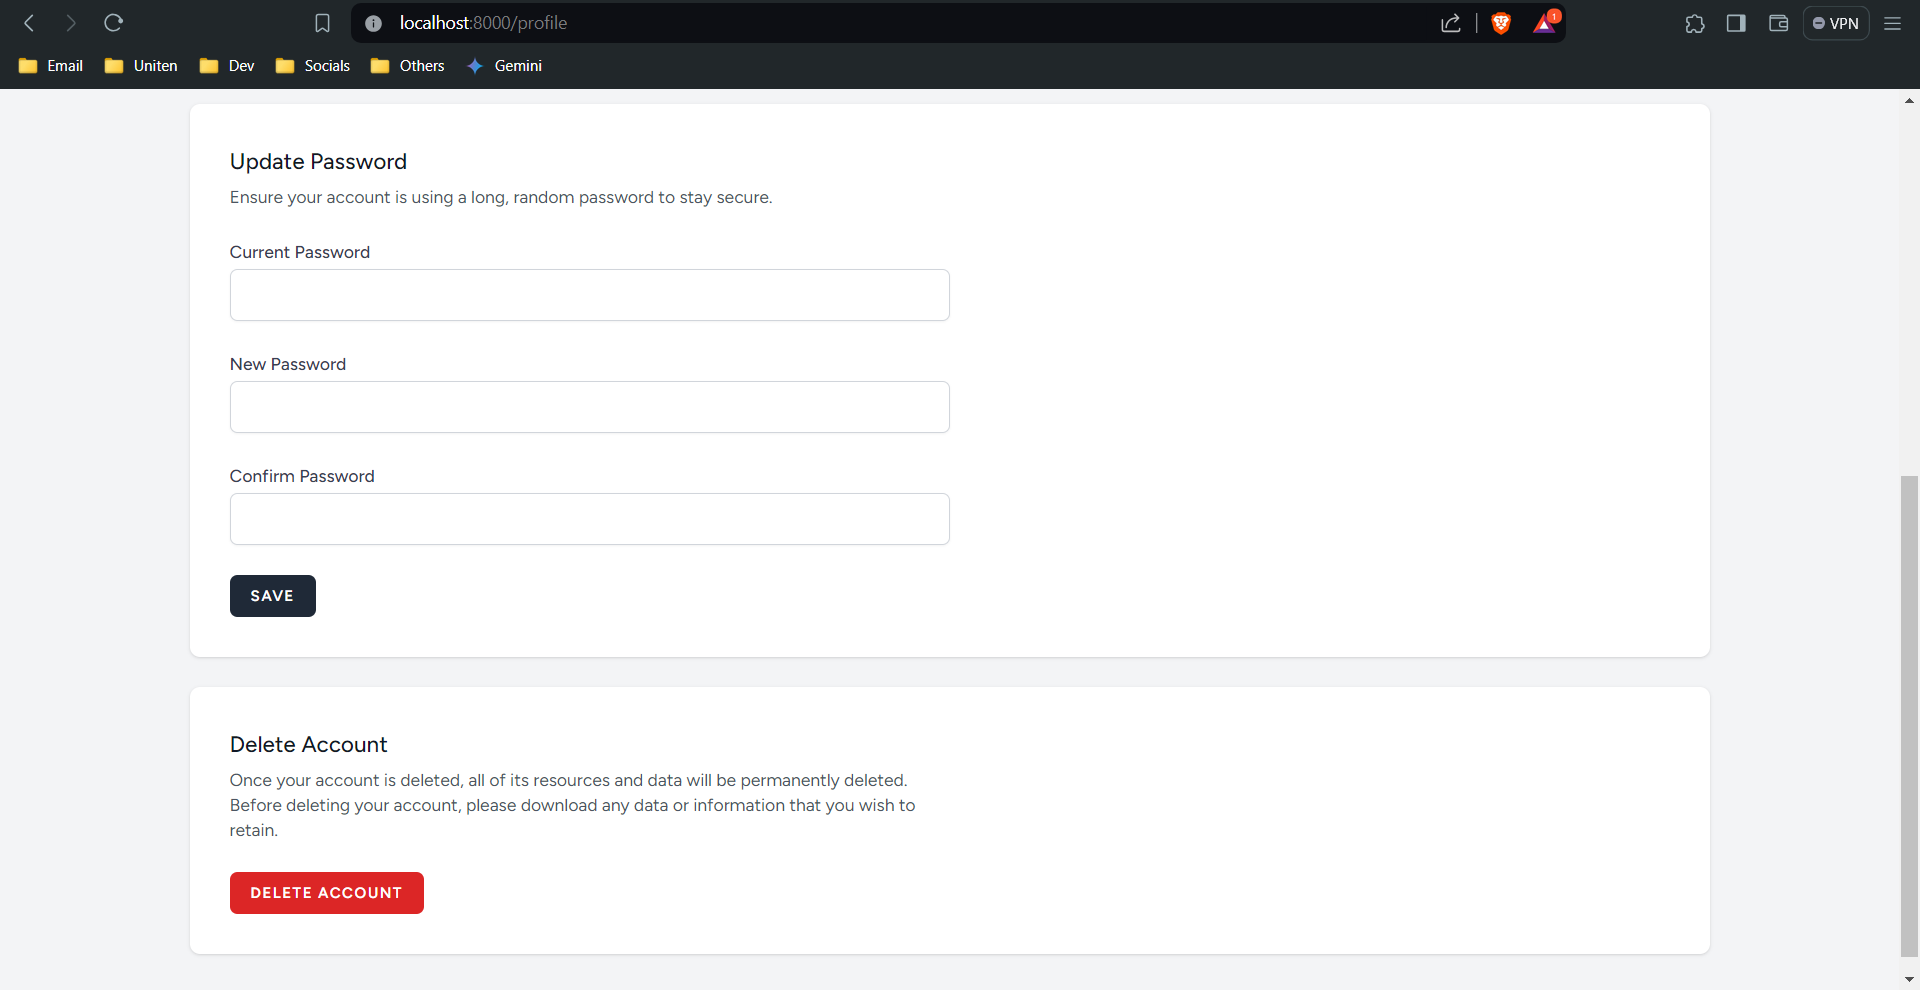 localhost:8000/profile
1
VPN
Email
Uniten
Dev
Socials
Others
Gemini
Update Password
Ensure your account is using a long, random password to stay secure.
Current Password
New Password
Confirm Password
SAVE
Delete Account
Once your account is deleted, all of its resources and data will be permanently deleted.
Before deleting your account, please download any data or information that you wish to
retain.
DELETE ACCOUNT